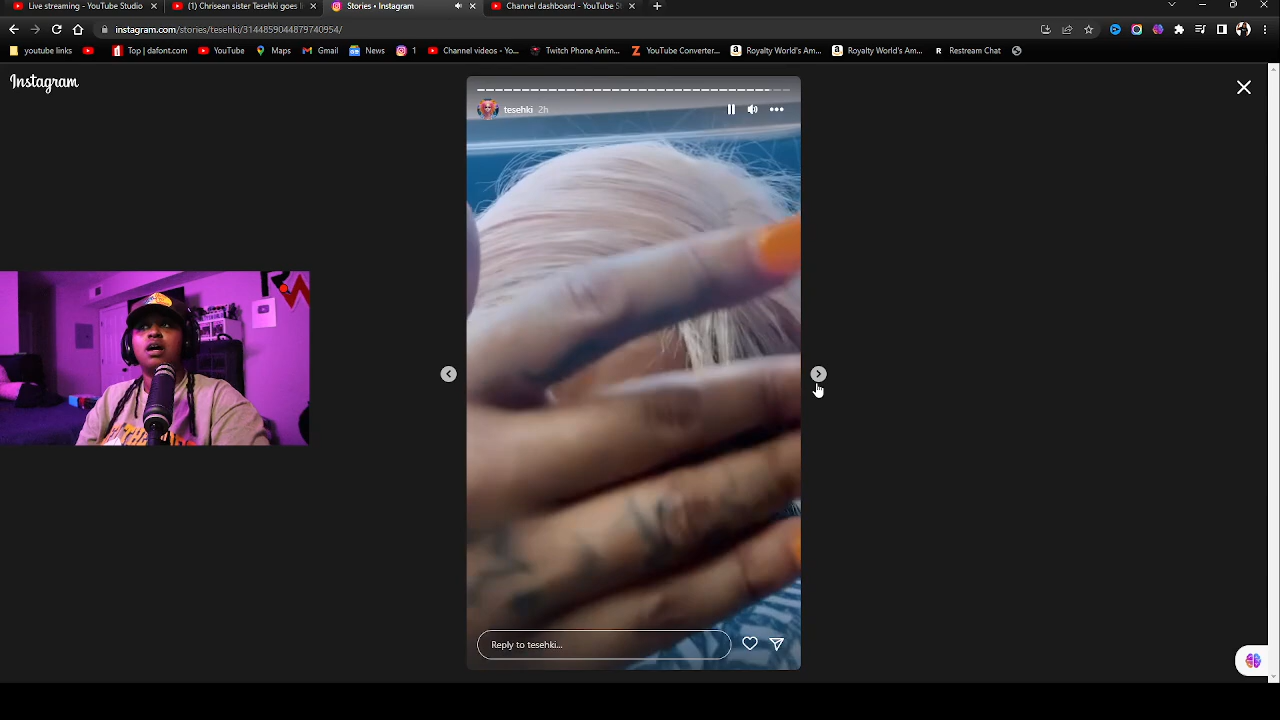 Live streaming - YouTube Studio
(1) Chrisean sister Tesehki goes l
Stories • Instagram
Channel dashboard - YouTube S
instagram.com/stories/tesehki/3144859044879740954/
youtube links
Top | dafont.com
YouTube
Maps
Gmail
News
1
Channel videos - Yo...
Twitch Phone Anim...
YouTube Converter...
Royalty World's Am...
Royalty World's Am...
Restream Chat
Instagram
tesehki 2h
Reply to tesehki...